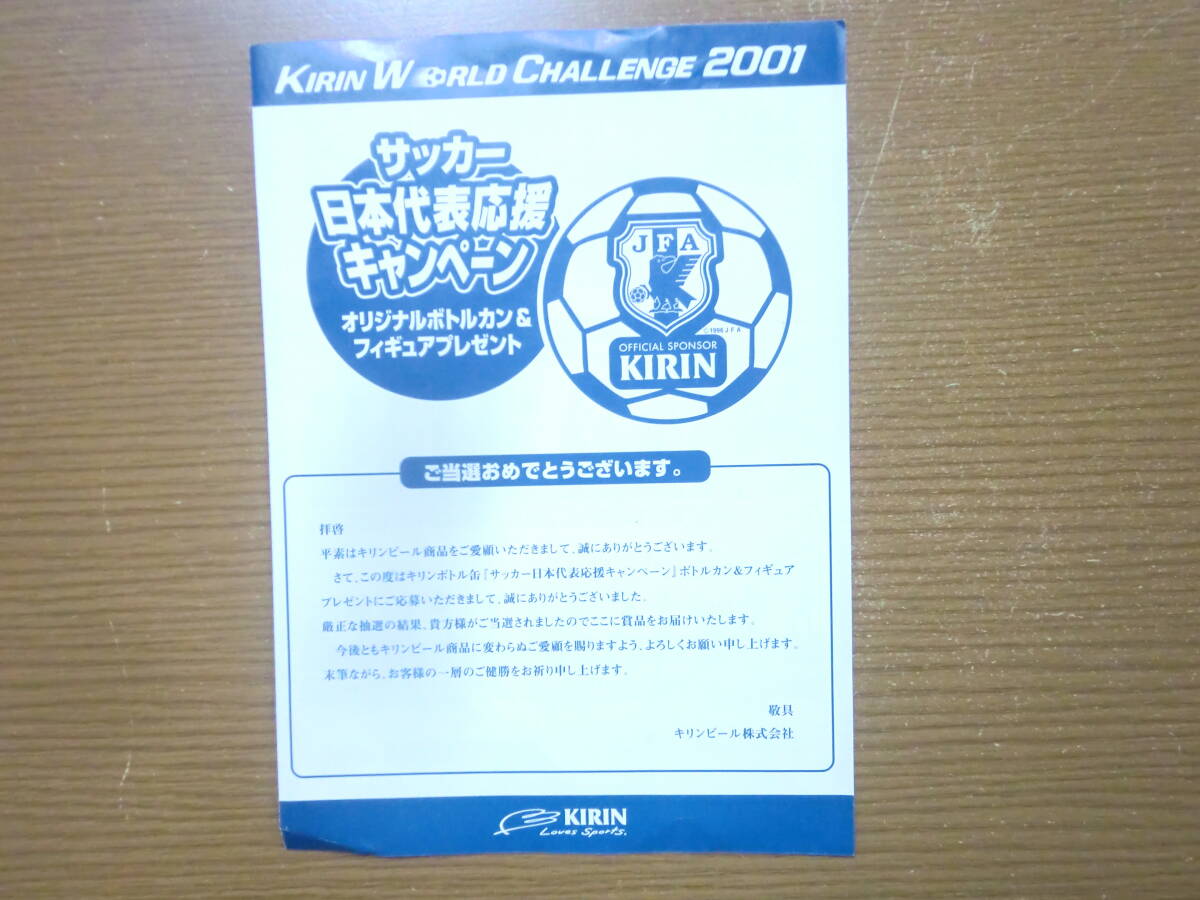 KIRIN WORLD CHALLENGE 2001
サッカー
日本代表応援
キャンペーン
オリジナルボトルカン&
フィギュアプレゼント
JFA
©1996 JFA
OFFICIAL SPONSOR
KIRIN
ご当選おめでとうございます。
拝啓
平素はキリンビール商品をご愛顧いただきまして、誠にありがとうございます。
さて、この度はキリンボトル缶『サッカー日本代表応援キャンペーン』ボトルカン&フィギュア
プレゼントにご応募いただきまして、誠にありがとうございました。
厳正な抽選の結果、貴方様がご当選されましたのでここに賞品をお届けいたします。
今後ともキリンビール商品に変わらぬご愛顧を賜りますよう、よろしくお願い申し上げます。
末筆ながら、お客様の一層のご健勝をお祈り申し上げます。
敬具
キリンビール株式会社
KIRIN
Loves Sports.